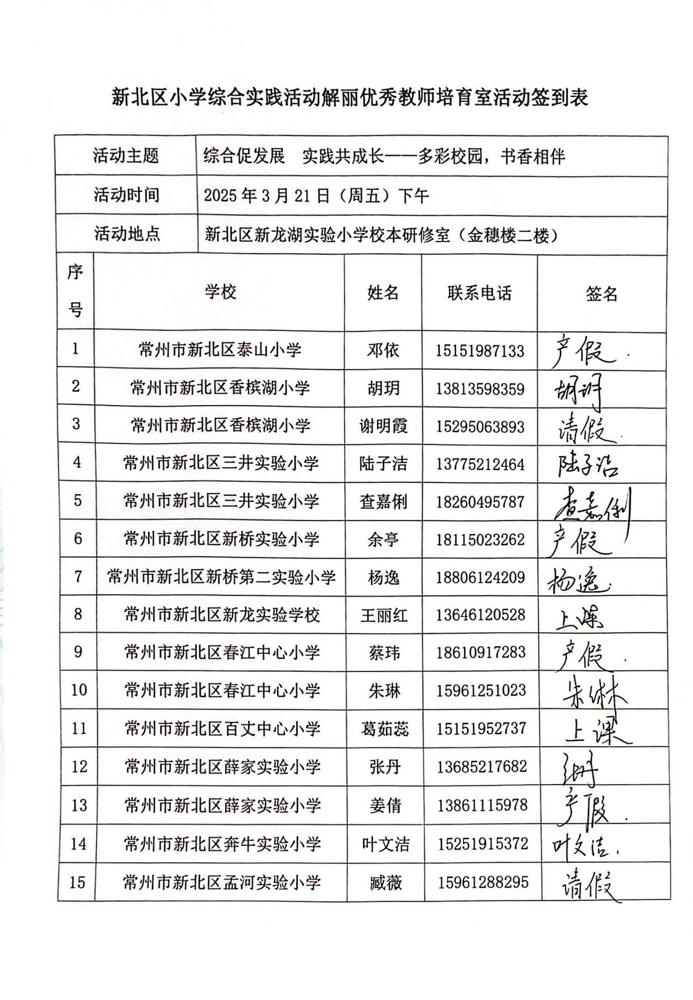 新北区小学综合实践活动解丽优秀教师培育室活动签到表
活动主题 综合促发展 实践共成长——多彩校园，书香相伴
活动时间 2025年3月21日（周五）下午
活动地点 新北区新龙湖实验小学校本研修室（金穗楼二楼）
序号 学校 姓名 联系电话 签名
1 常州市新北区泰山小学 邓依 15151987133 产假.
2 常州市新北区香槟湖小学 胡玥 13813598359 胡玥
3 常州市新北区香槟湖小学 谢明霞 15295063893 请假.
4 常州市新北区三井实验小学 陆子洁 13775212464 陆子洁
5 常州市新北区三井实验小学 查嘉俐 18260495787 查嘉俐
6 常州市新北区新桥实验小学 余亭 18115023262 产假
7 常州市新北区新桥第二实验小学 杨逸 18806124209 杨逸.
8 常州市新北区新龙实验学校 王丽红 13646120528 上课
9 常州市新北区春江中心小学 蔡玮 18610917283 产假.
10 常州市新北区春江中心小学 朱琳 15961251023 朱琳
11 常州市新北区百丈中心小学 葛茹蕊 15151952737 上课
12 常州市新北区薛家实验小学 张丹 13685217682 张丹
13 常州市新北区薛家实验小学 姜倩 13861115978 产假.
14 常州市新北区奔牛实验小学 叶文洁 15251915372 叶文洁.
15 常州市新北区孟河实验小学 臧薇 15961288295 请假